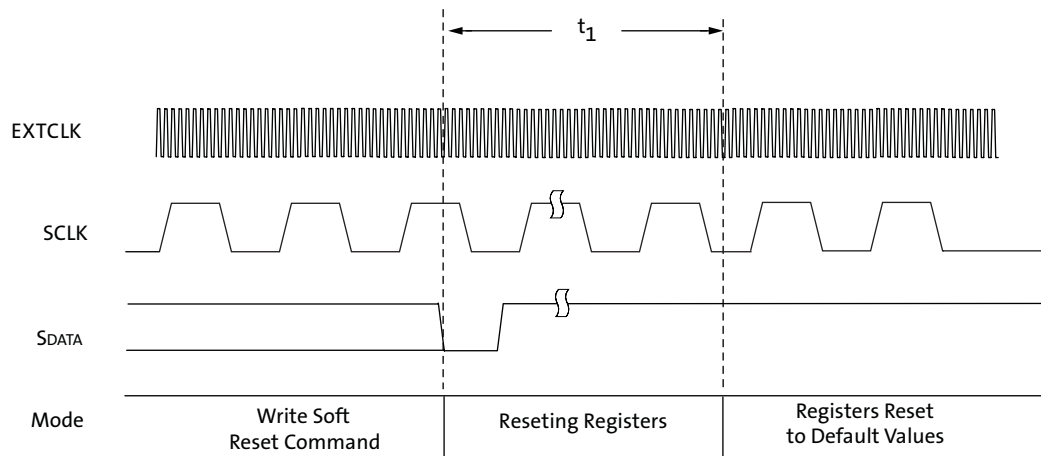 t1
EXTCLK
SCLK
SDATA
Mode
Write Soft
Reset Command
Reseting Registers
Registers Reset
to Default Values